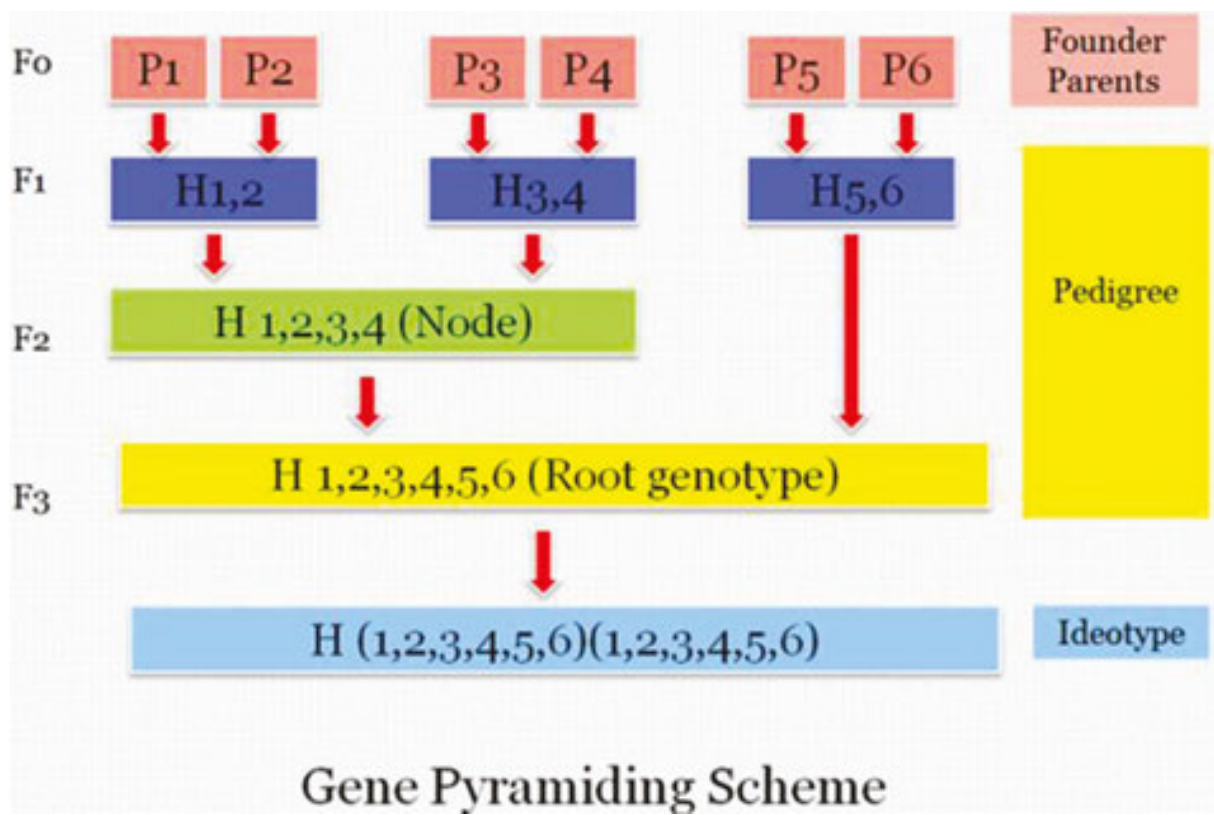 Fo P1 P2 P3 P4 P5 P6 Founder
Parents
F1 H1,2 H3,4 H5,6
Pedigree
H 1,2,3,4 (Node)
F2
H 1,2,3,4,5,6 (Root genotype)
F3
H (1,2,3,4,5,6)(1,2,3,4,5,6) Ideotype
Gene Pyramiding Scheme